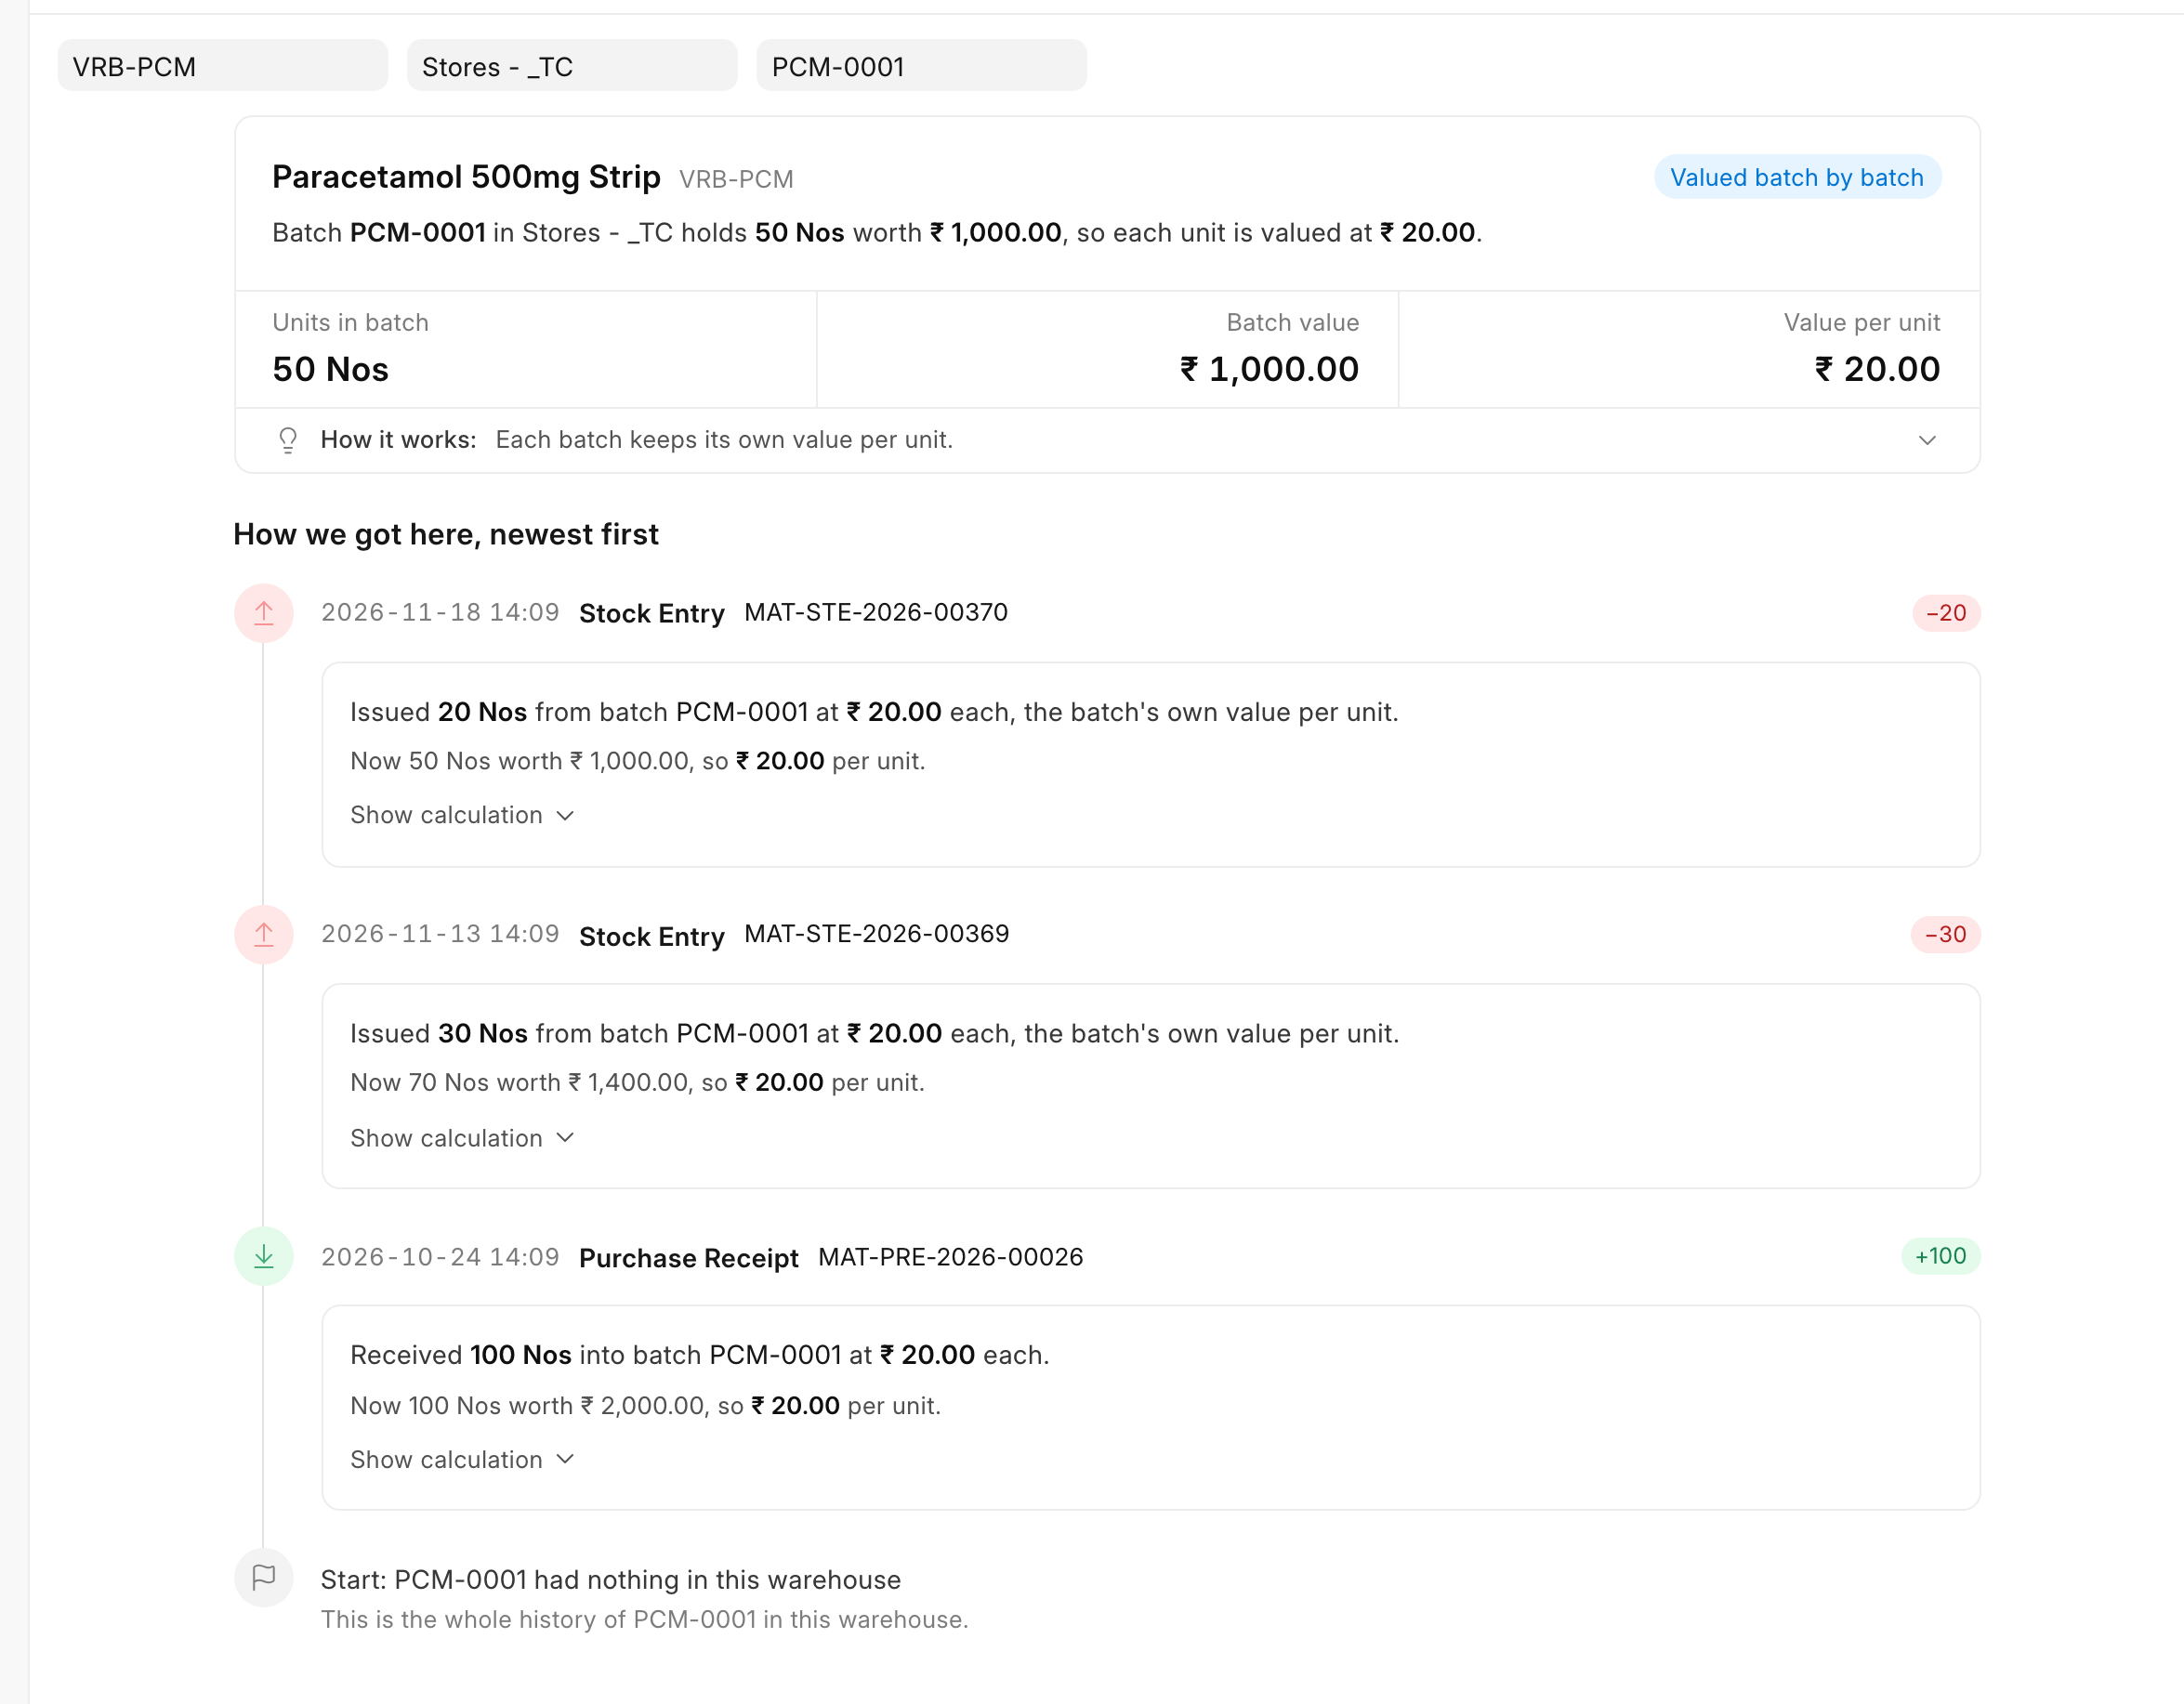 VRB-PCM Stores - _TC PCM-0001
Paracetamol 500mg Strip VRB-PCM Valued batch by batch
Batch PCM-0001 in Stores - _TC holds 50 Nos worth ₹ 1,000.00, so each unit is valued at ₹ 20.00.
Units in batch Batch value Value per unit
50 Nos ₹ 1,000.00 ₹ 20.00
How it works: Each batch keeps its own value per unit.
How we got here, newest first
2026-11-18 14:09 Stock Entry MAT-STE-2026-00370 −20
Issued 20 Nos from batch PCM-0001 at ₹ 20.00 each, the batch's own value per unit.
Now 50 Nos worth ₹ 1,000.00, so ₹ 20.00 per unit.
Show calculation
2026-11-13 14:09 Stock Entry MAT-STE-2026-00369 −30
Issued 30 Nos from batch PCM-0001 at ₹ 20.00 each, the batch's own value per unit.
Now 70 Nos worth ₹ 1,400.00, so ₹ 20.00 per unit.
Show calculation
2026-10-24 14:09 Purchase Receipt MAT-PRE-2026-00026 +100
Received 100 Nos into batch PCM-0001 at ₹ 20.00 each.
Now 100 Nos worth ₹ 2,000.00, so ₹ 20.00 per unit.
Show calculation
Start: PCM-0001 had nothing in this warehouse
This is the whole history of PCM-0001 in this warehouse.